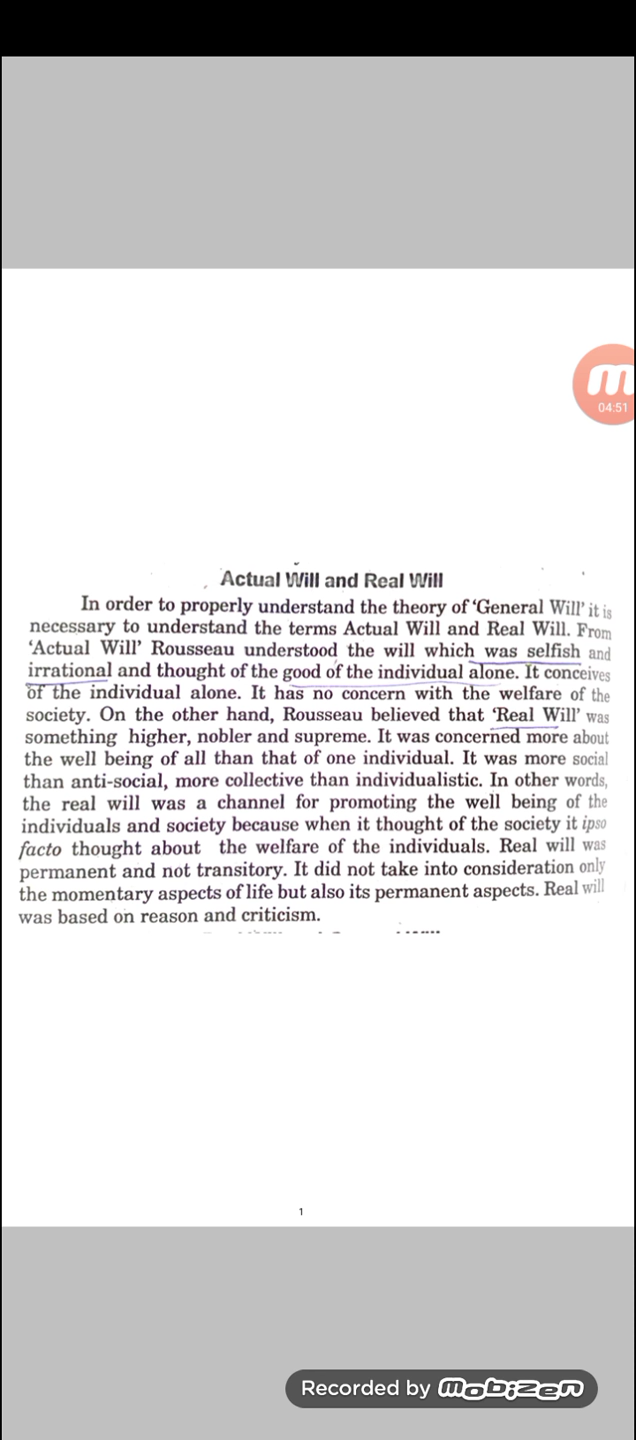 m
04:51
Actual Will and Real Will
In order to properly understand the theory of 'General Will' it is
necessary to understand the terms Actual Will and Real Will. From
'Actual Will' Rousseau understood the will which was selfish and
irrational and thought of the good of the individual alone. It conceives
of the individual alone. It has no concern with the welfare of the
society. On the other hand, Rousseau believed that 'Real Will' was
something higher, nobler and supreme. It was concerned more about
the well being of all than that of one individual. It was more social
than anti-social, more collective than individualistic. In other words,
the real will was a channel for promoting the well being of the
individuals and society because when it thought of the society it ipso
facto thought about the welfare of the individuals. Real will was
permanent and not transitory. It did not take into consideration only
the momentary aspects of life but also its permanent aspects. Real will
was based on reason and criticism.
1
Recorded by mobizen